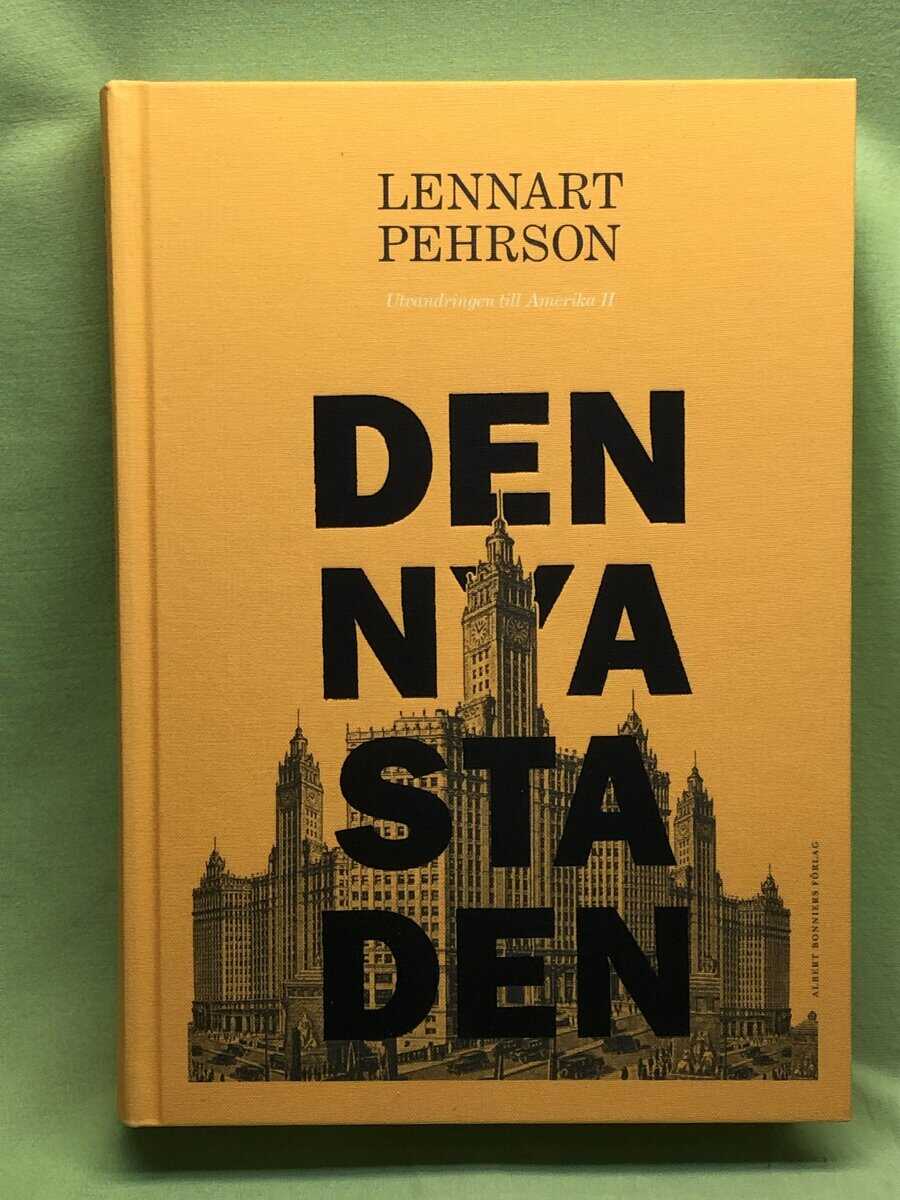 LENNART
PEHRSON
Utvandringen till Amerika II
DEN
NYA
STA
DEN
ALBERT BONNIERS FÖRLAG